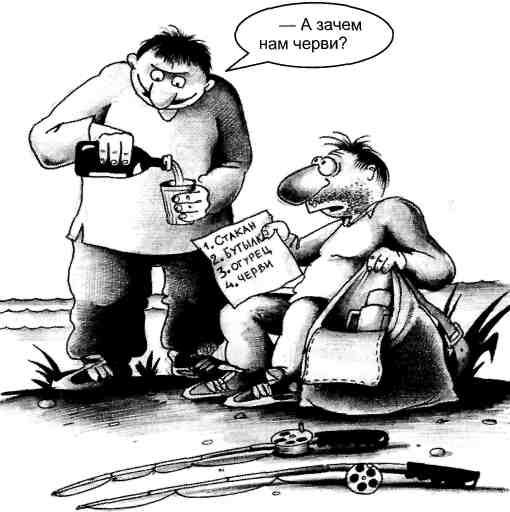 — А зачем
нам черви?
1. СТАКАН
2. БУТЫЛКА
3. ОГУРЕЦ
4. ЧЕРВИ